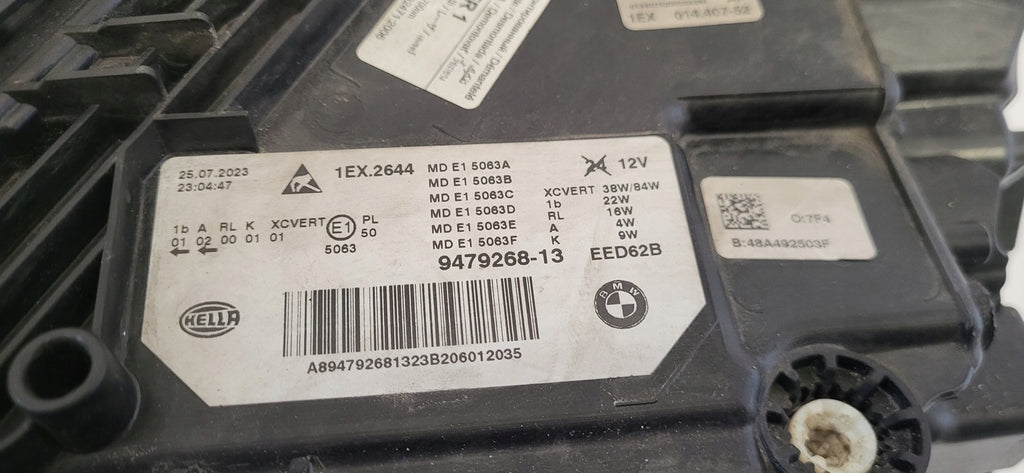 R1
1EX 014.407-52
25.07.2023
23:04:47
1EX.2644
MD E1 5063A
MD E1 5063B
MD E1 5063C
MD E1 5063D
MD E1 5063E
MD E1 5063F
12V
XCVERT 38W/84W
1b 22W
RL 16W
A 4W
K 9W
1b A RL K XCVERT
01 02 00 01 01
E1
5063
PL
50
9479268-13 EED62B
HELLA
BMW
A894792681323B206012035
O:7F4
B:48A492503F